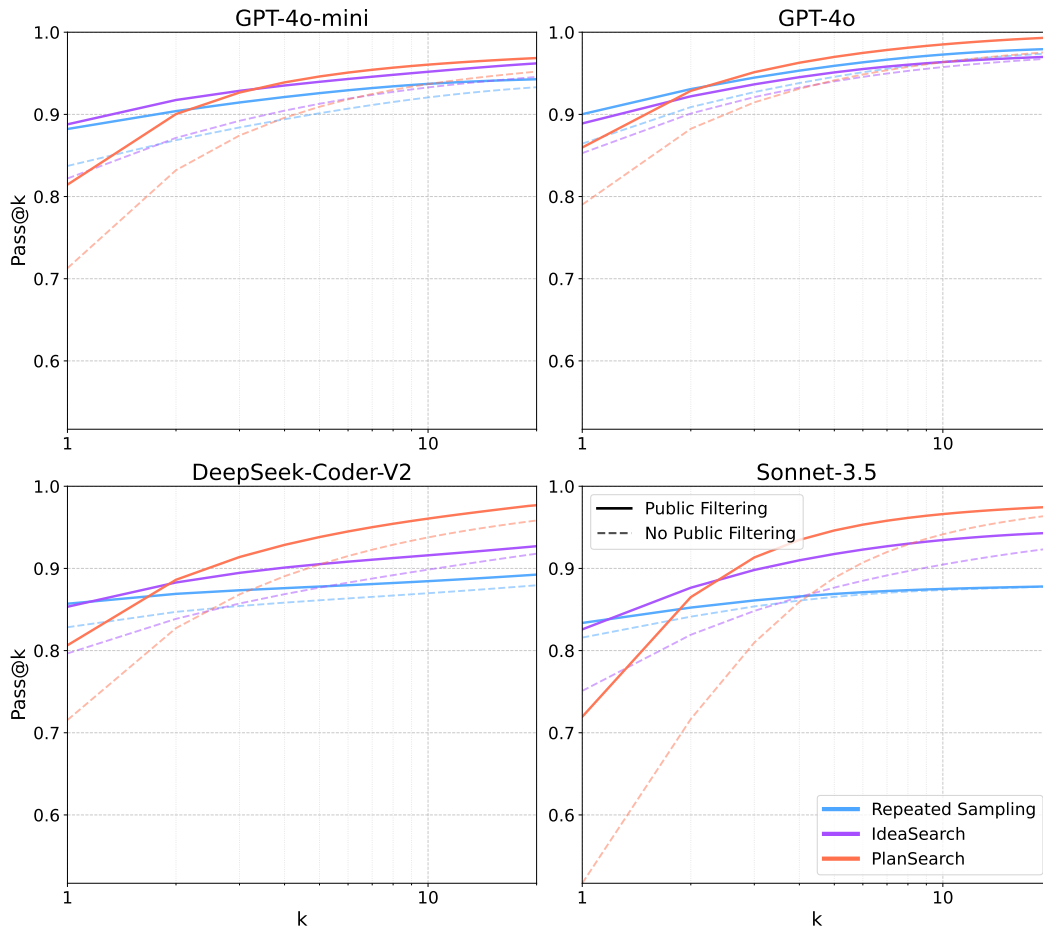 GPT-4o-mini
GPT-4o
1.0
0.9
0.8
0.7
0.6
Pass@k
1
10
1.0
0.9
0.8
0.7
0.6
1
10
DeepSeek-Coder-V2
Sonnet-3.5
1.0
0.9
0.8
0.7
0.6
Pass@k
1
10
k
1.0
0.9
0.8
0.7
0.6
Public Filtering
No Public Filtering
Repeated Sampling
IdeaSearch
PlanSearch
1
10
k